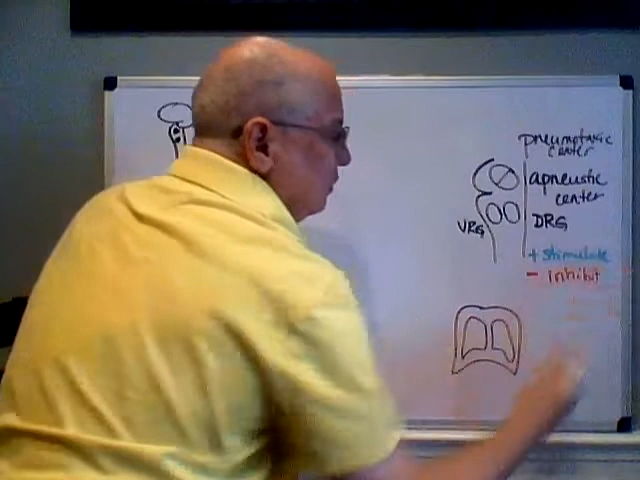 pneumotaxic
center
apneustic
center
VRG
DRG
+ stimulate
- inhibit